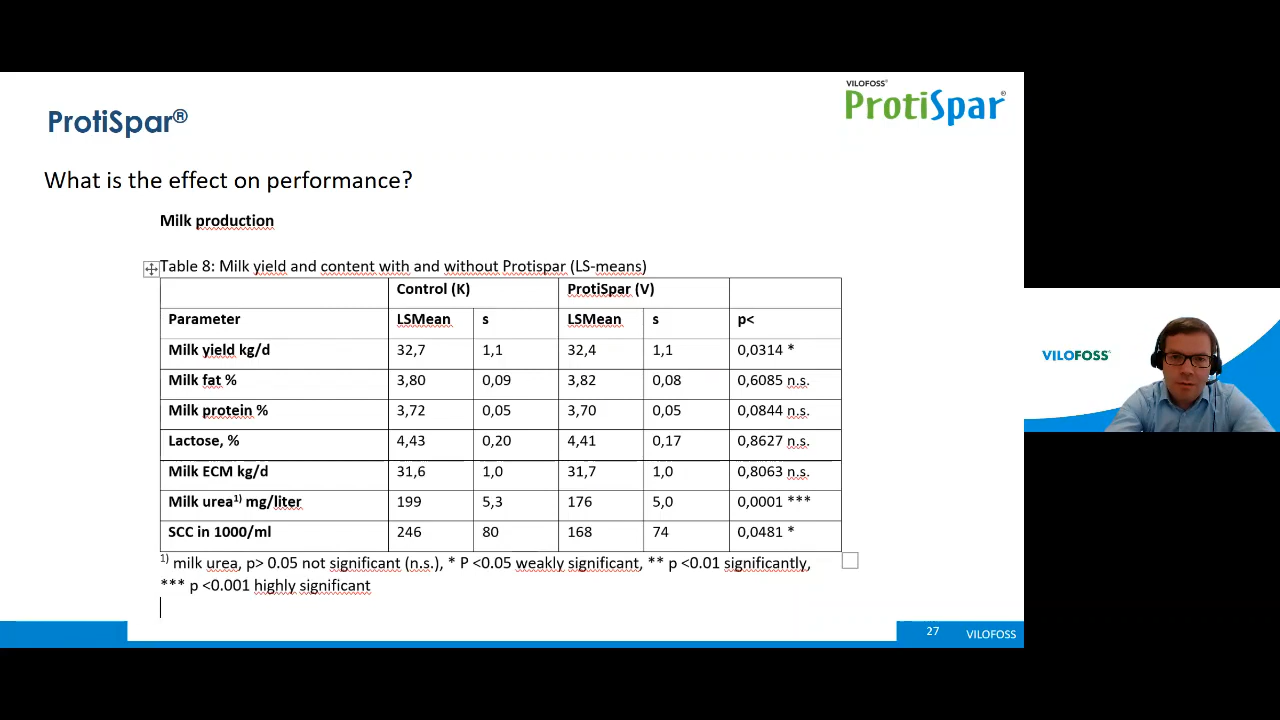 VILOFOSS®
ProtiSpar®
ProtiSpar®
What is the effect on performance?
Milk production
Table 8: Milk yield and content with and without Protispar (LS-means)
Control (K) ProtiSpar (V)
Parameter LSMean s LSMean s p<
Milk yield kg/d 32,7 1,1 32,4 1,1 0,0314 *
Milk fat % 3,80 0,09 3,82 0,08 0,6085 n.s.
Milk protein % 3,72 0,05 3,70 0,05 0,0844 n.s.
Lactose, % 4,43 0,20 4,41 0,17 0,8627 n.s.
Milk ECM kg/d 31,6 1,0 31,7 1,0 0,8063 n.s.
Milk urea¹⁾ mg/liter 199 5,3 176 5,0 0,0001 ***
SCC in 1000/ml 246 80 168 74 0,0481 *
¹⁾ milk urea, p> 0.05 not significant (n.s.), * P <0.05 weakly significant, ** p <0.01 significantly,
*** p <0.001 highly significant
27 VILOFOSS
VILOFOSS®